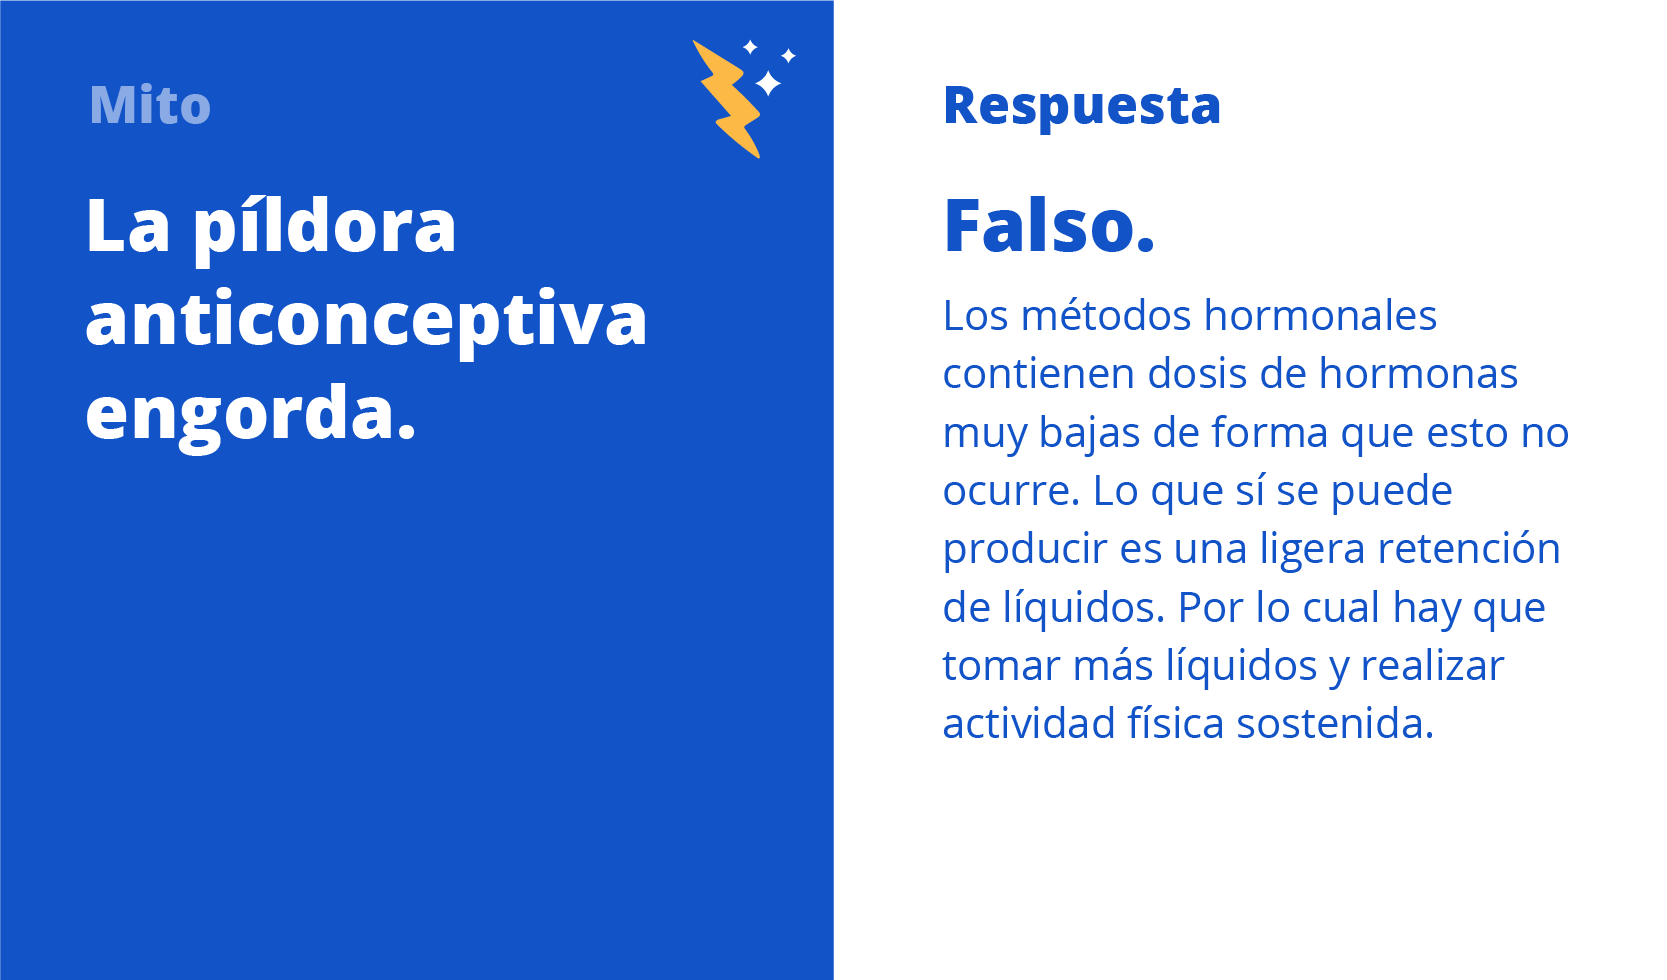 Mito
La píldora
anticonceptiva
engorda.
Respuesta
Falso.
Los métodos hormonales
contienen dosis de hormonas
muy bajas de forma que esto no
ocurre. Lo que sí se puede
producir es una ligera retención
de líquidos. Por lo cual hay que
tomar más líquidos y realizar
actividad física sostenida.